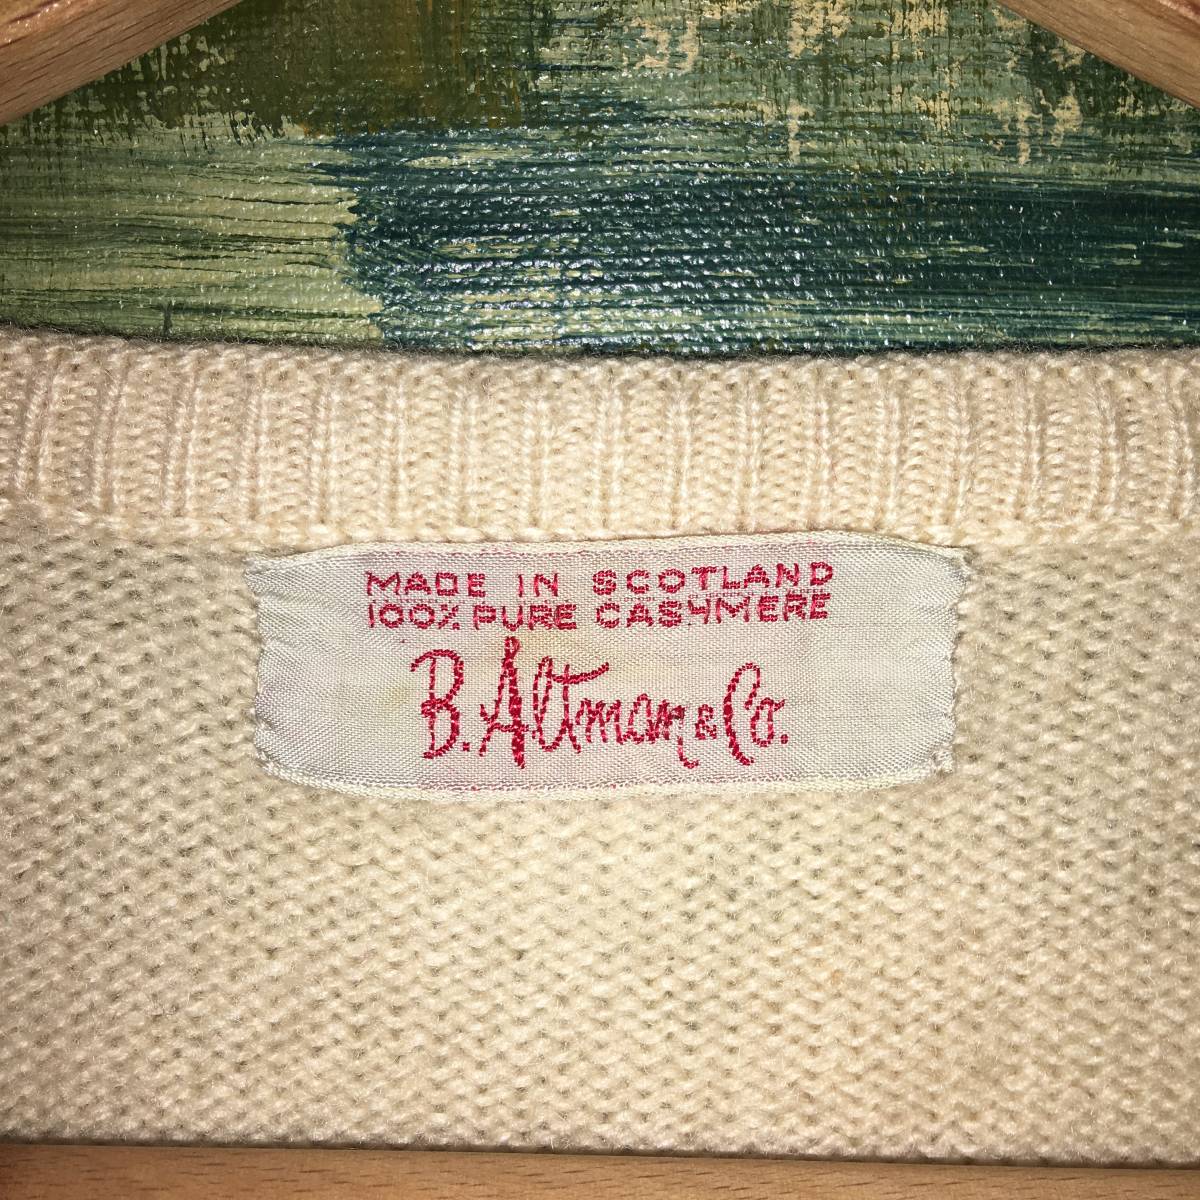 MADE IN SCOTLAND
100% PURE CASHMERE
B. Altman & Co.